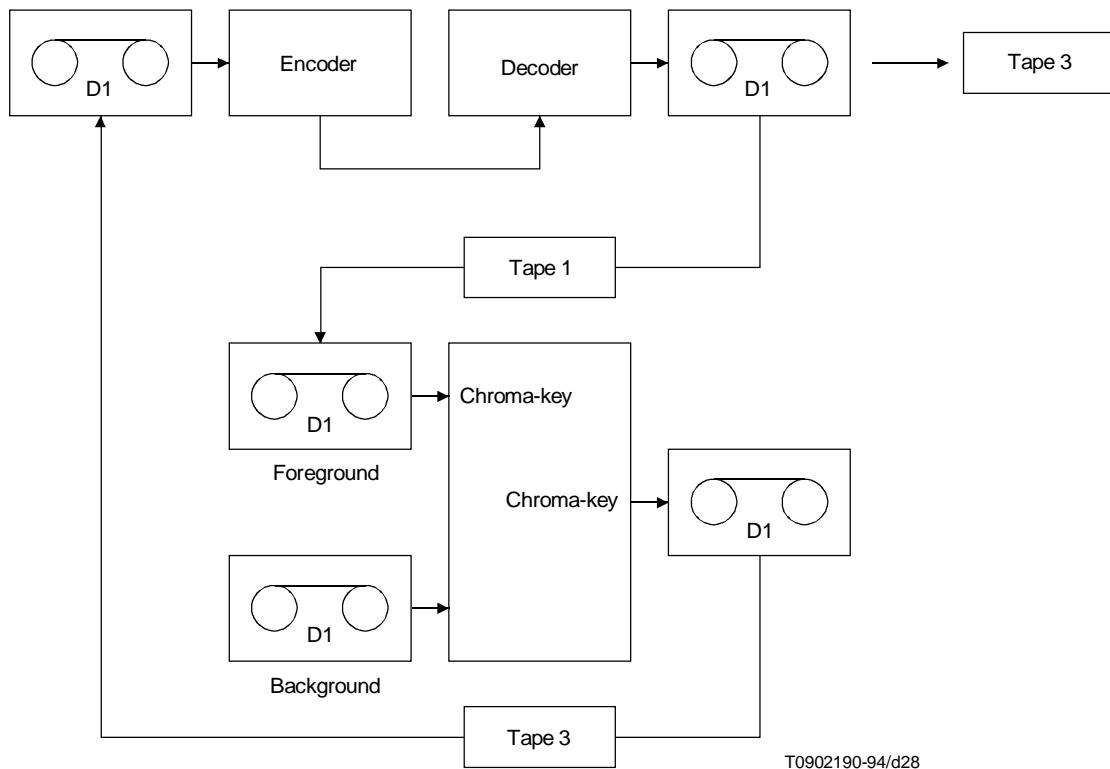 D1
Encoder
Decoder
D1
Tape 3
Tape 1
D1
Foreground
Chroma-key
Chroma-key
D1
D1
Background
Tape 3
T0902190-94/d28